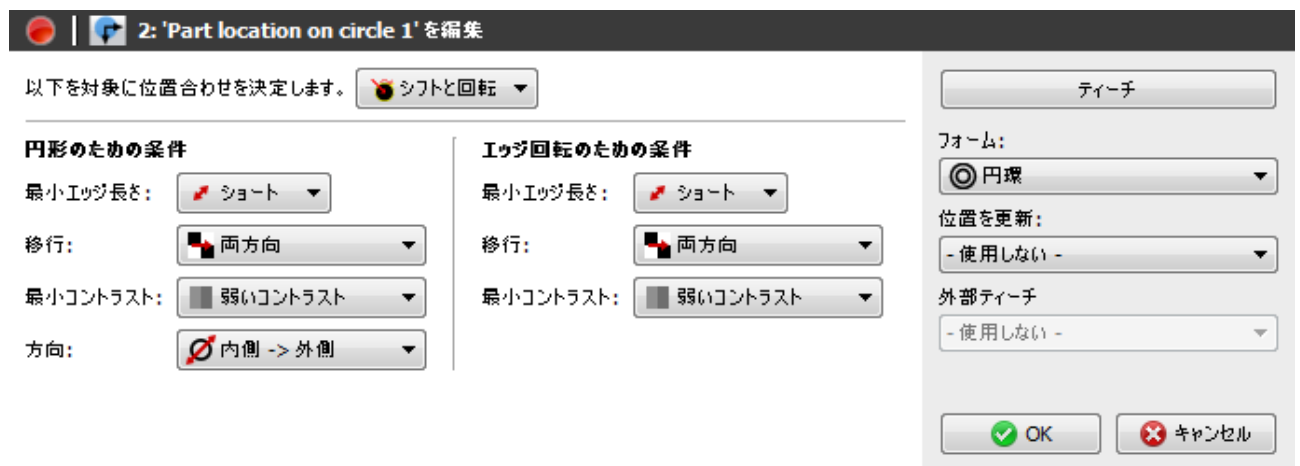 2: 'Part location on circle 1' を編集
以下を対象に位置合わせを決定します。 シフトと回転
円形のための条件
最小エッジ長さ: ショート
移行: 両方向
最小コントラスト: 弱いコントラスト
方向: 内側 -> 外側
エッジ回転のための条件
最小エッジ長さ: ショート
移行: 両方向
最小コントラスト: 弱いコントラスト
ティーチ
フォーム:
円環
位置を更新:
- 使用しない -
外部ティーチ
- 使用しない -
OK キャンセル